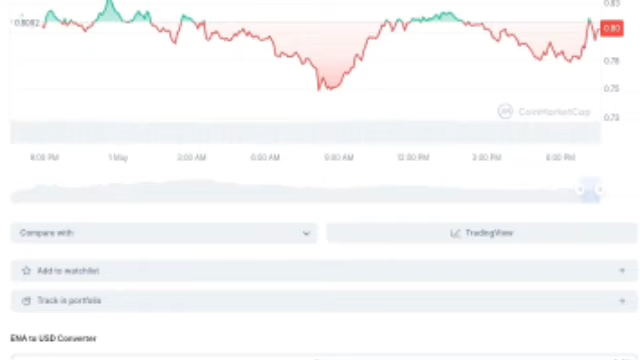 0.83
0.8092
0.80
0.78
0.75
0.73
CoinMarketCap
9:00 PM 1 May 3:00 AM 6:00 AM 9:00 AM 12:00 PM 3:00 PM 6:00 PM
Compare with
TradingView
Add to watchlist
Track in portfolio
ENA to USD Converter